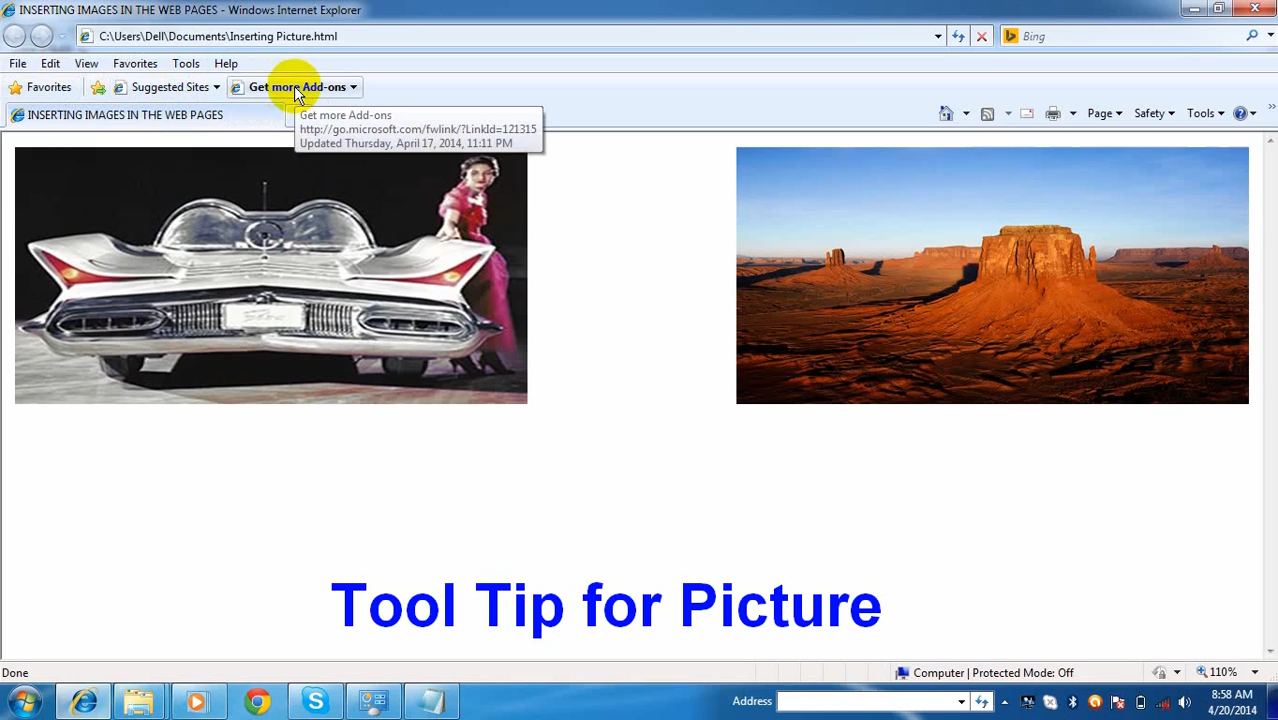 INSERTING IMAGES IN THE WEB PAGES - Windows Internet Explorer
C:\Users\Dell\Documents\Inserting Picture.html
Bing
File Edit View Favorites Tools Help
Favorites Suggested Sites Get more Add-ons
INSERTING IMAGES IN THE WEB PAGES
Page Safety Tools
Get more Add-ons
http://go.microsoft.com/fwlink/?LinkId=121315
Updated Thursday, April 17, 2014, 11:11 PM
Tool Tip for Picture
Done
Computer | Protected Mode: Off
110%
Address
8:58 AM
4/20/2014